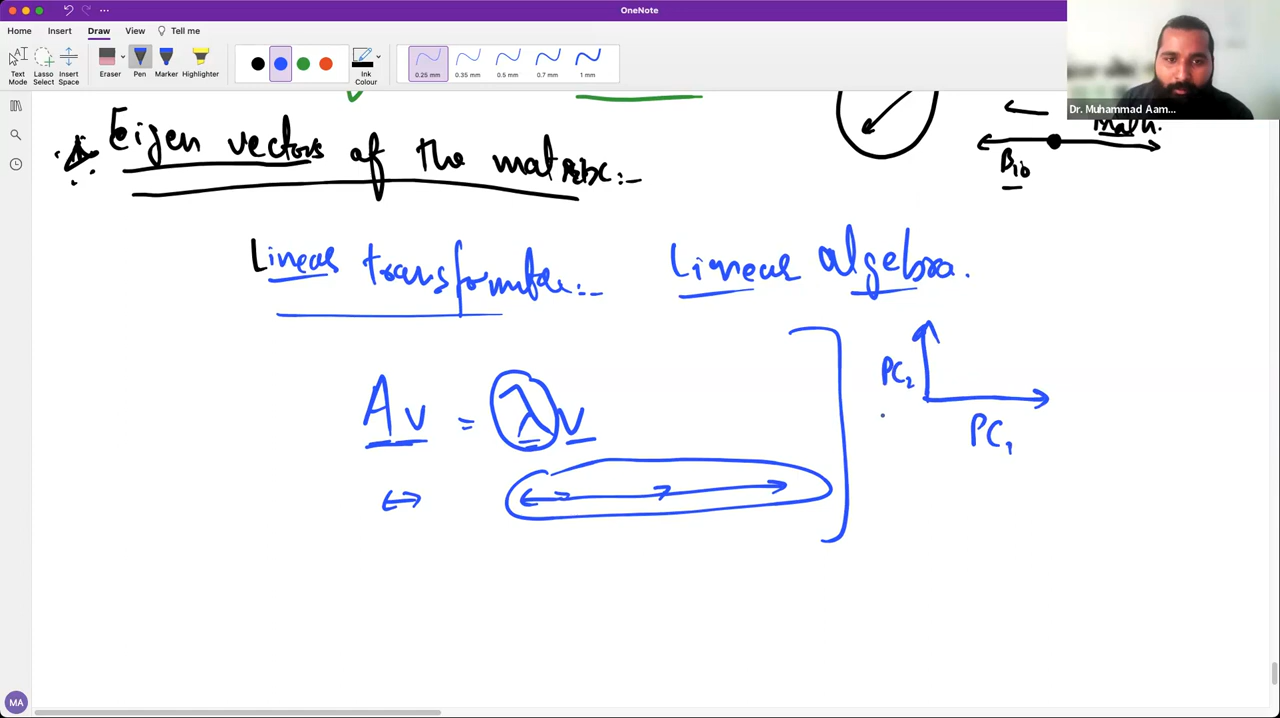 OneNote
Home Insert Draw View Tell me
Text Mode Lasso Select Insert Space Eraser Pen Marker Highlighter Ink Colour 0.25 mm 0.35 mm 0.5 mm 0.7 mm 1 mm
Dr. Muhammad Aam...
Math.
Bio
Eigen vectors of the matrix:-
Linear transformation:- Linear algebra.
PC2
Av = λv
PC1
MA